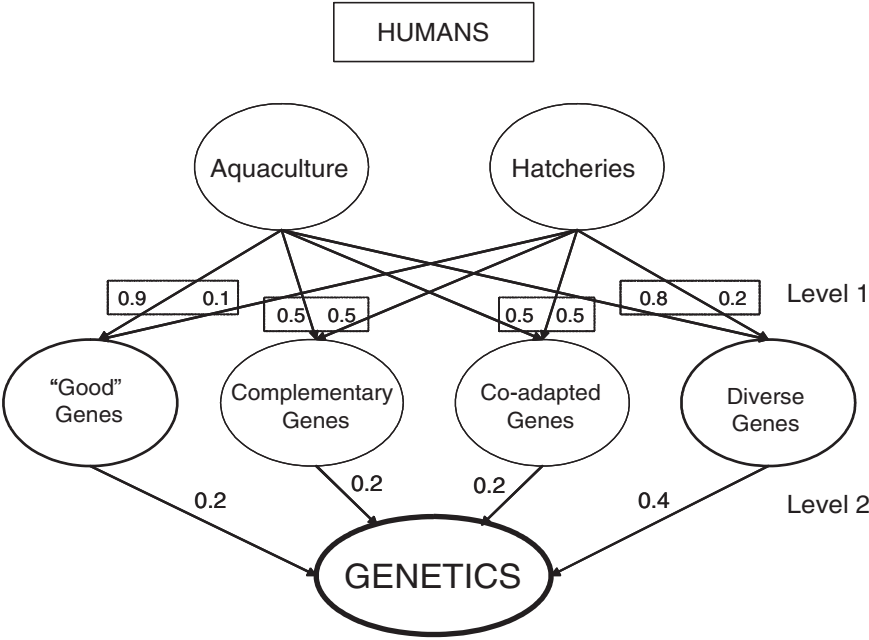 HUMANS
Aquaculture
Hatcheries
0.9 0.1
0.5 0.5
0.5 0.5
0.8 0.2
Level 1
“Good”
Genes
Complementary
Genes
Co-adapted
Genes
Diverse
Genes
0.2
0.2
0.2
0.4
Level 2
GENETICS